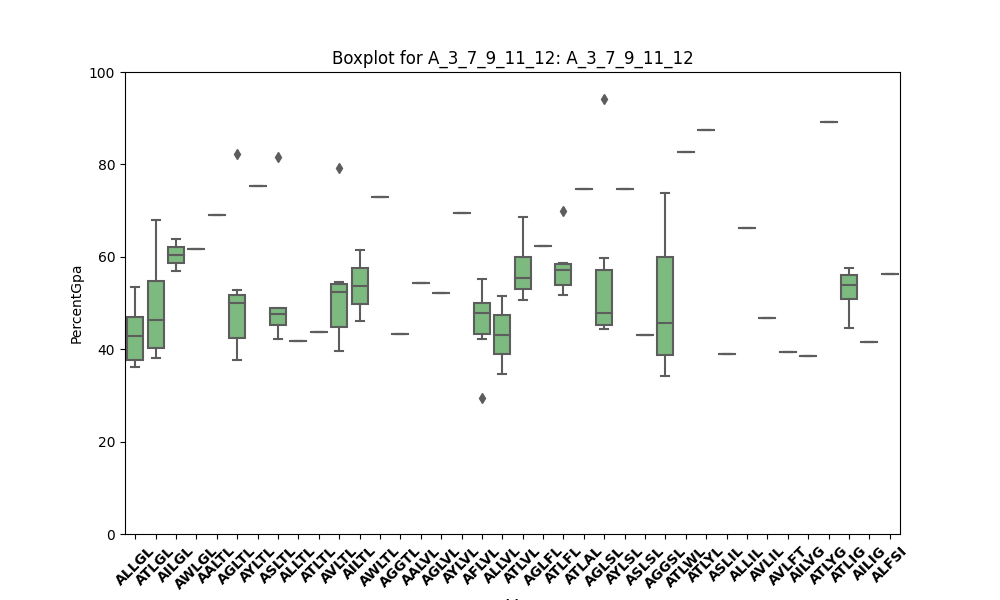 Boxplot for A_3_7_9_11_12: A_3_7_9_11_12
PercentGpa
100
80
60
40
20
0
ALLGL
ATLGL
AILGL
AWLGL
AALTL
AGLTL
AYLTL
ASLTL
ALLTL
ATLTL
AVLTL
AILTL
AWLTL
AGGTL
AALVL
AGLVL
AYLVL
AFLVL
ALLVL
ATLVL
AGLFL
ATLFL
ATLAL
AGLSL
AYLSL
ASLSL
AGGSL
ATLWL
ATLYL
ASLIL
ALLIL
AVLIL
AVLFT
AILVG
ATLYG
ATLIG
AILIG
ALFSI